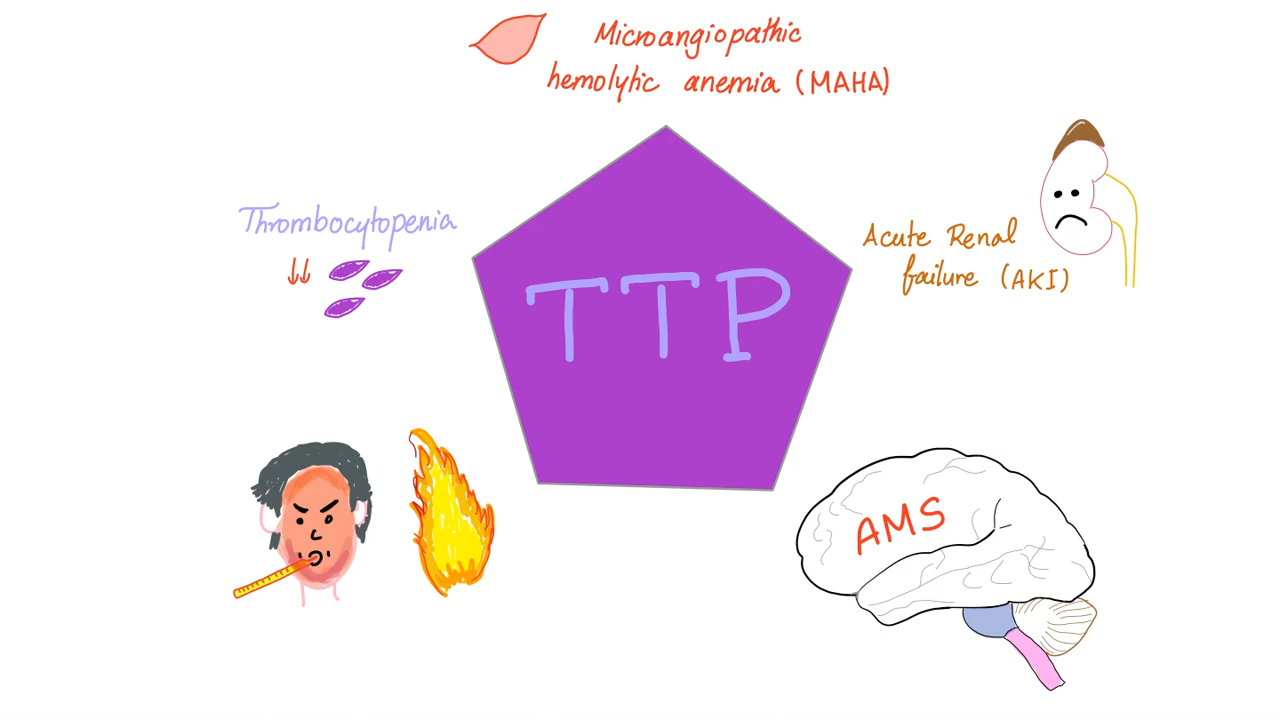 Microangiopathic
hemolytic anemia (MAHA)
Thrombocytopenia
Acute Renal
failure (AKI)
TTP
AMS